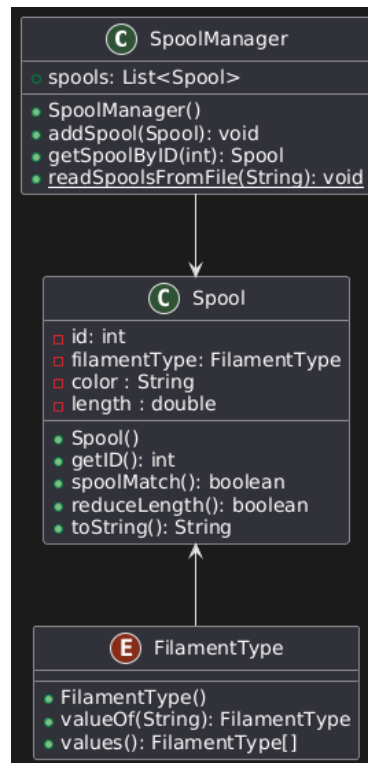 C SpoolManager
spools: List<Spool>
SpoolManager()
addSpool(Spool): void
getSpoolByID(int): Spool
readSpoolsFromFile(String): void
C Spool
id: int
filamentType: FilamentType
color : String
length : double
Spool()
getID(): int
spoolMatch(): boolean
reduceLength(): boolean
toString(): String
E FilamentType
FilamentType()
valueOf(String): FilamentType
values(): FilamentType[]